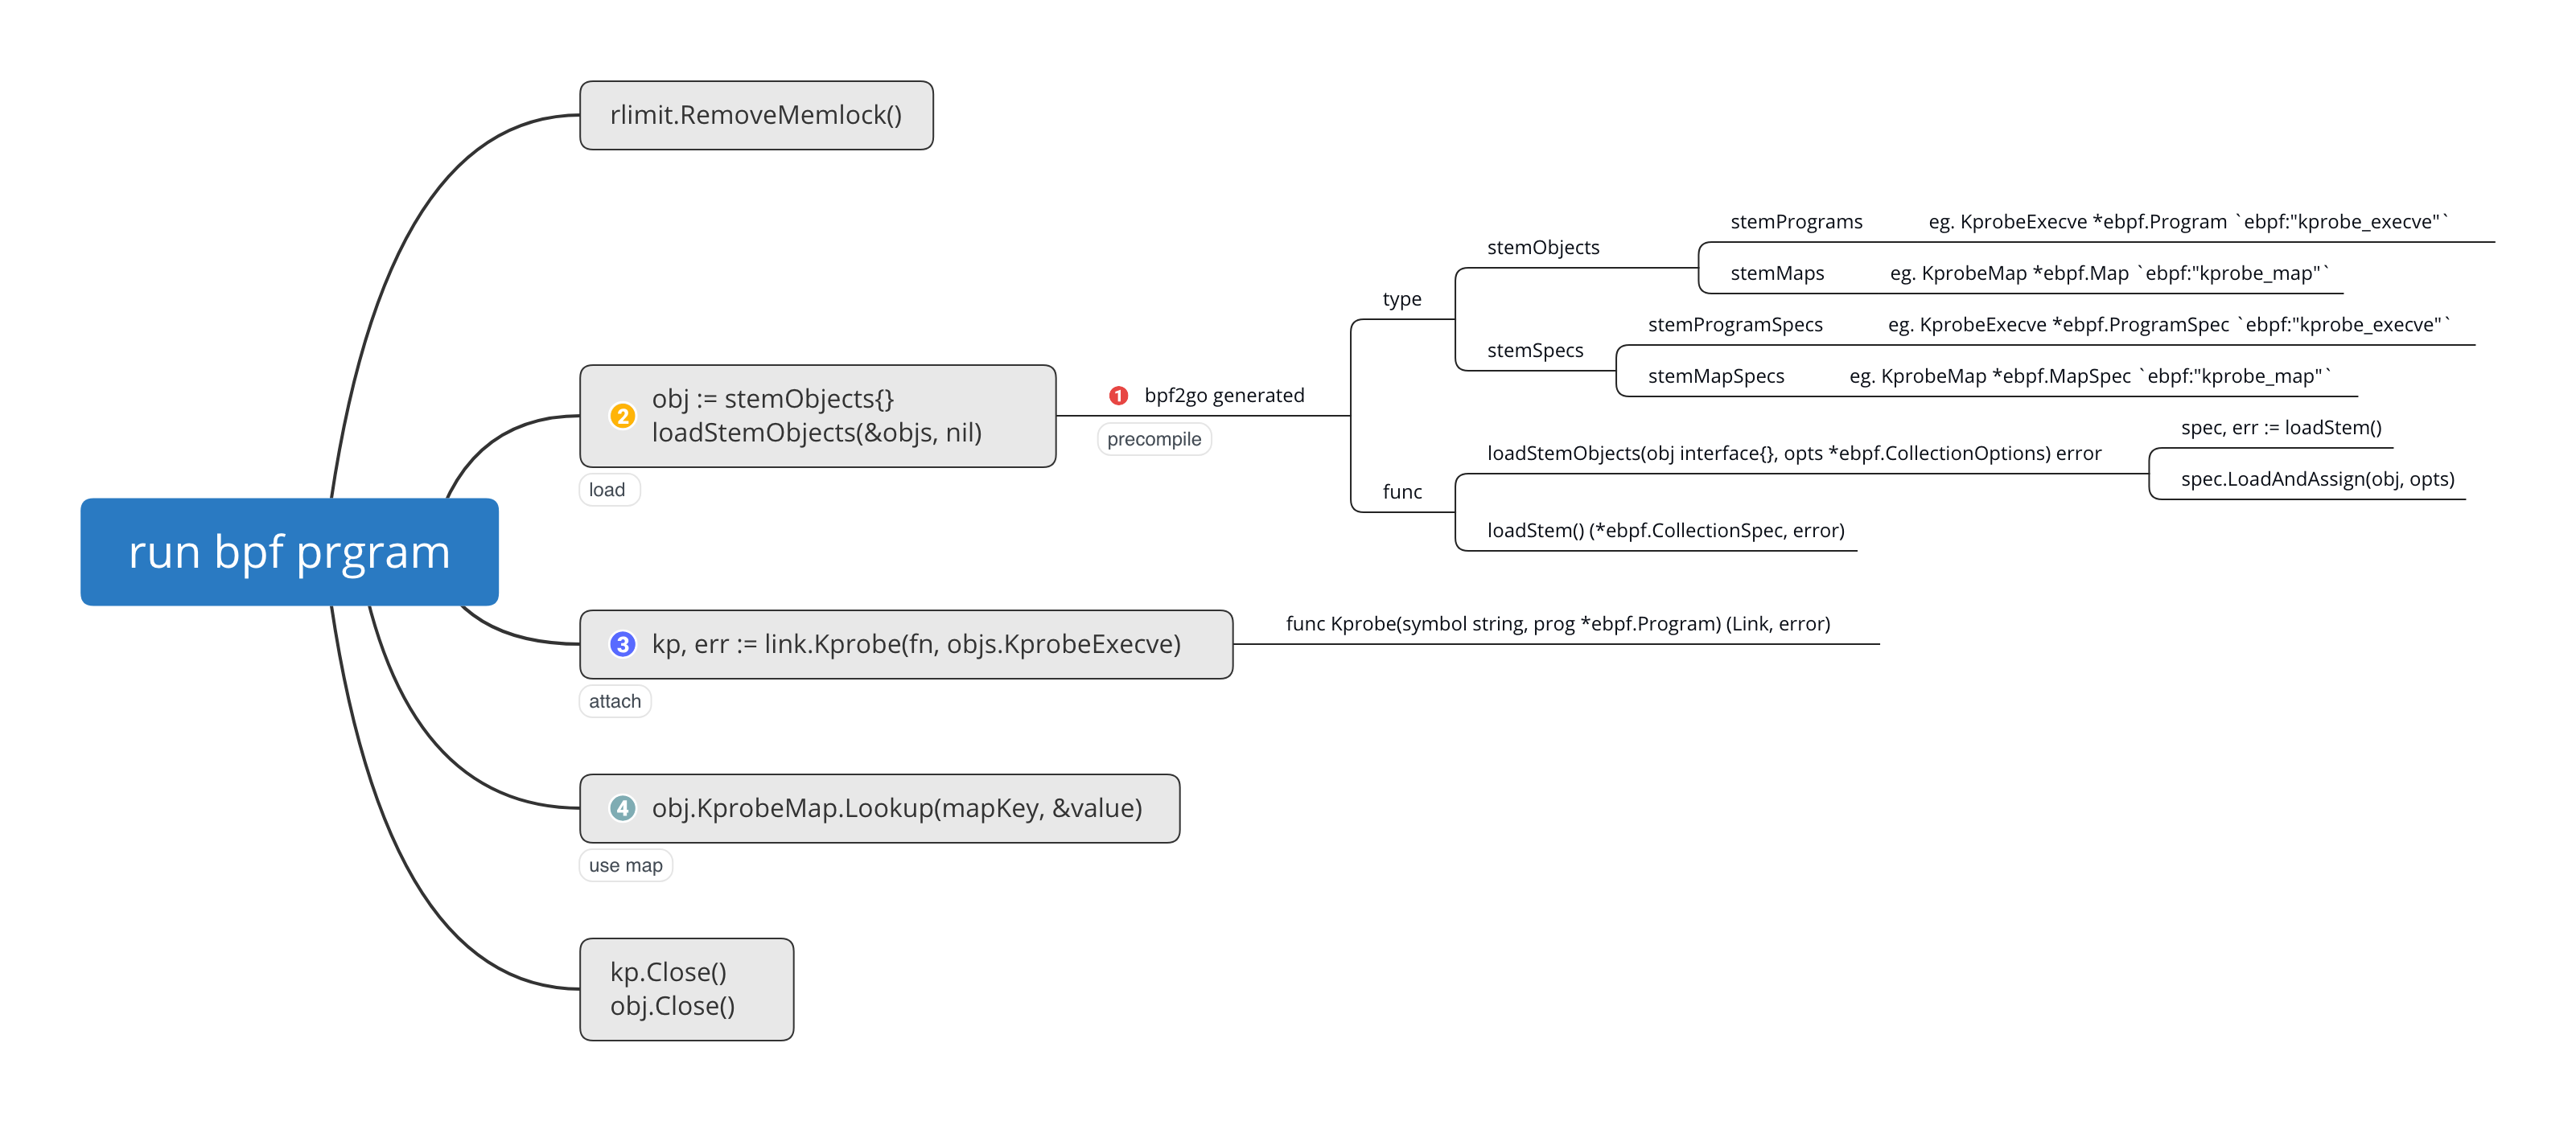 run bpf prgram
rlimit.RemoveMemlock()
2
obj := stemObjects{}
loadStemObjects(&objs, nil)
load
1 bpf2go generated
precompile
type
stemObjects
stemPrograms eg. KprobeExecve *ebpf.Program `ebpf:"kprobe_execve"`
stemMaps eg. KprobeMap *ebpf.Map `ebpf:"kprobe_map"`
stemSpecs
stemProgramSpecs eg. KprobeExecve *ebpf.ProgramSpec `ebpf:"kprobe_execve"`
stemMapSpecs eg. KprobeMap *ebpf.MapSpec `ebpf:"kprobe_map"`
func
loadStemObjects(obj interface{}, opts *ebpf.CollectionOptions) error
spec, err := loadStem()
spec.LoadAndAssign(obj, opts)
loadStem() (*ebpf.CollectionSpec, error)
3 kp, err := link.Kprobe(fn, objs.KprobeExecve)
attach
func Kprobe(symbol string, prog *ebpf.Program) (Link, error)
4 obj.KprobeMap.Lookup(mapKey, &value)
use map
kp.Close()
obj.Close()